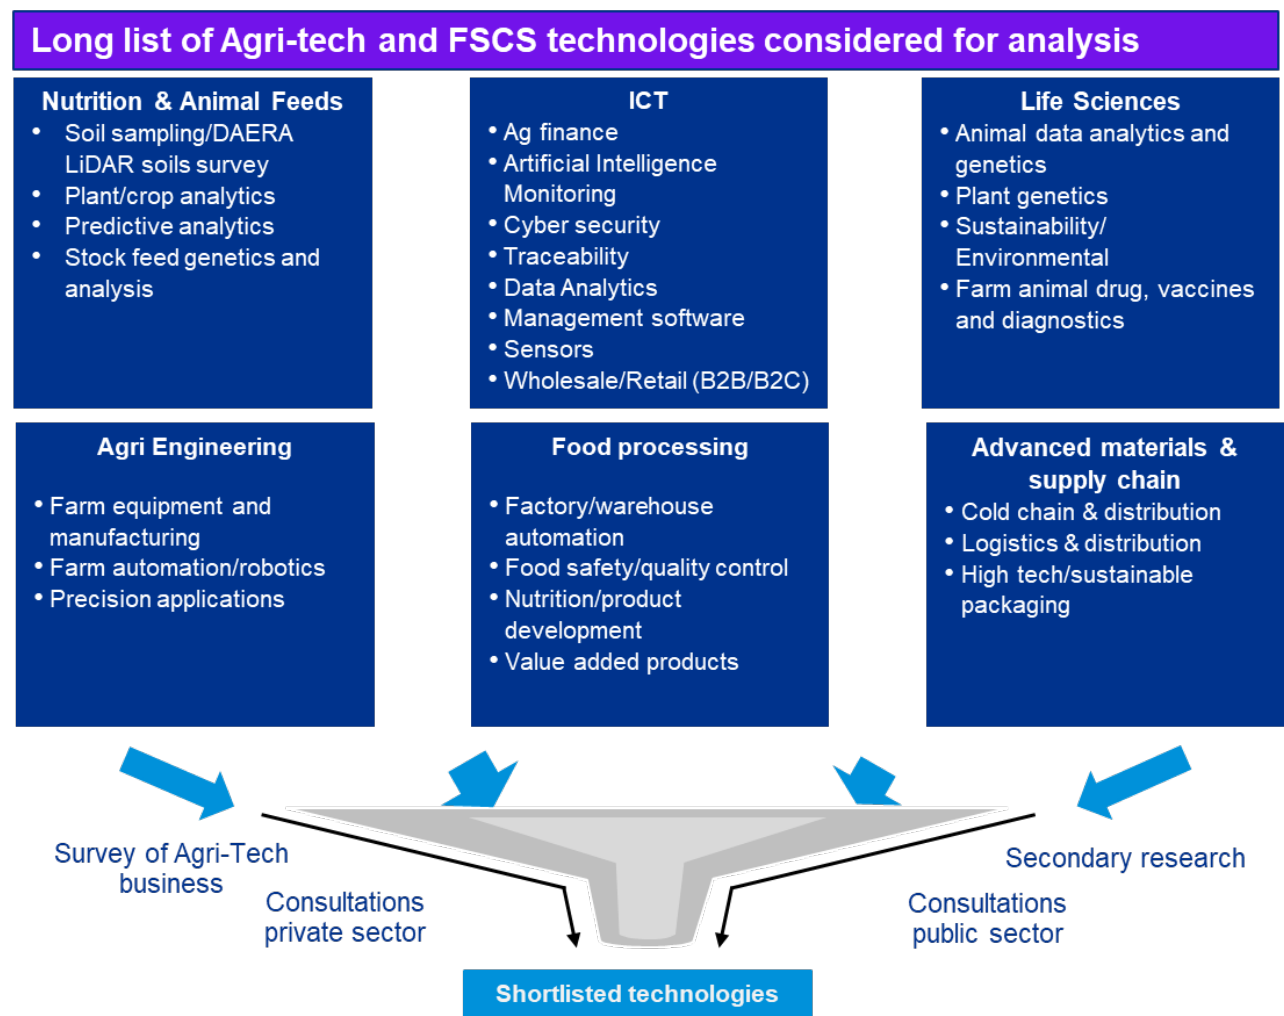 Long list of Agri-tech and FSCS technologies considered for analysis
Nutrition & Animal Feeds
• Soil sampling/DAERA
LiDAR soils survey
• Plant/crop analytics
• Predictive analytics
• Stock feed genetics and
analysis
ICT
• Ag finance
• Artificial Intelligence
Monitoring
• Cyber security
• Traceability
• Data Analytics
• Management software
• Sensors
• Wholesale/Retail (B2B/B2C)
Life Sciences
• Animal data analytics and
genetics
• Plant genetics
• Sustainability/
Environmental
• Farm animal drug, vaccines
and diagnostics
Agri Engineering
• Farm equipment and
manufacturing
• Farm automation/robotics
• Precision applications
Food processing
• Factory/warehouse
automation
• Food safety/quality control
• Nutrition/product
development
• Value added products
Advanced materials &
supply chain
• Cold chain & distribution
• Logistics & distribution
• High tech/sustainable
packaging
Survey of Agri-Tech
business
Consultations
private sector
Consultations
public sector
Secondary research
Shortlisted technologies